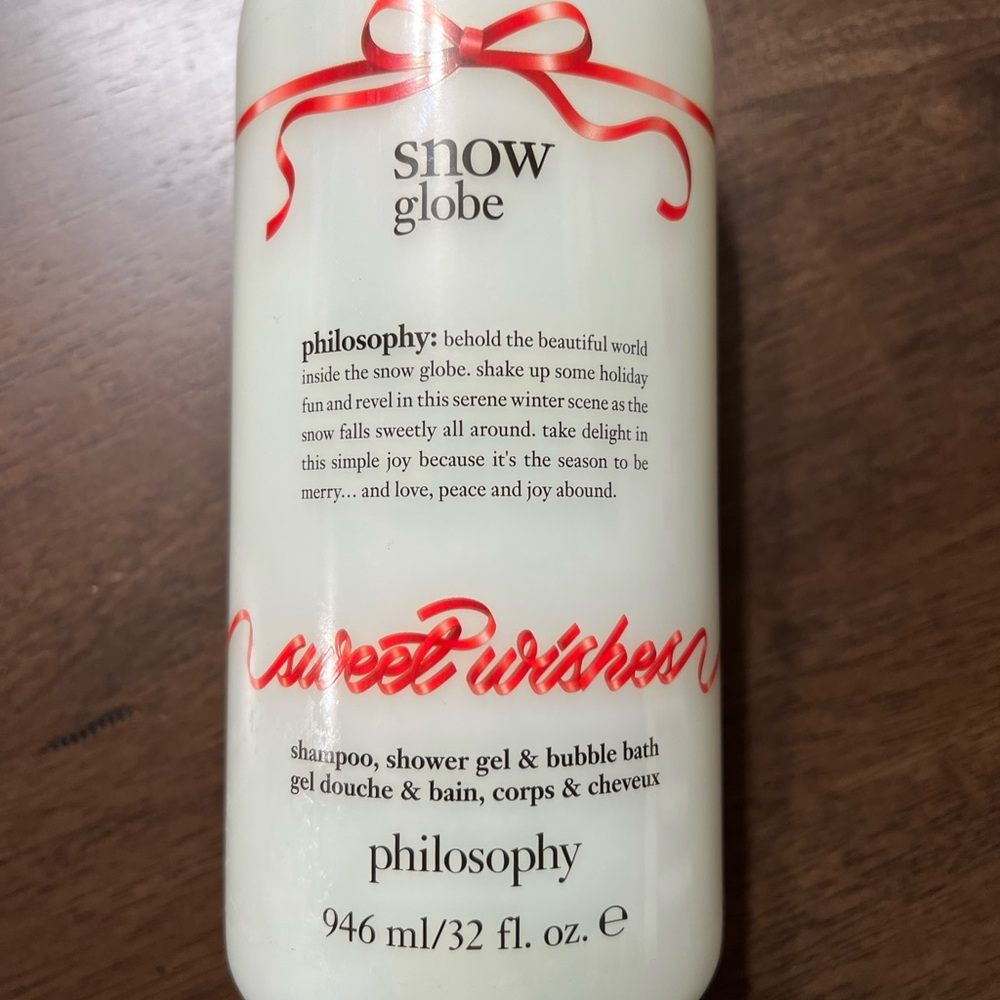 snow
globe
philosophy: behold the beautiful world
inside the snow globe. shake up some holiday
fun and revel in this serene winter scene as the
snow falls sweetly all around. take delight in
this simple joy because it's the season to be
merry... and love, peace and joy abound.
sweet wishes
shampoo, shower gel & bubble bath
gel douche & bain, corps & cheveux
philosophy
946 ml/32 fl. oz. e